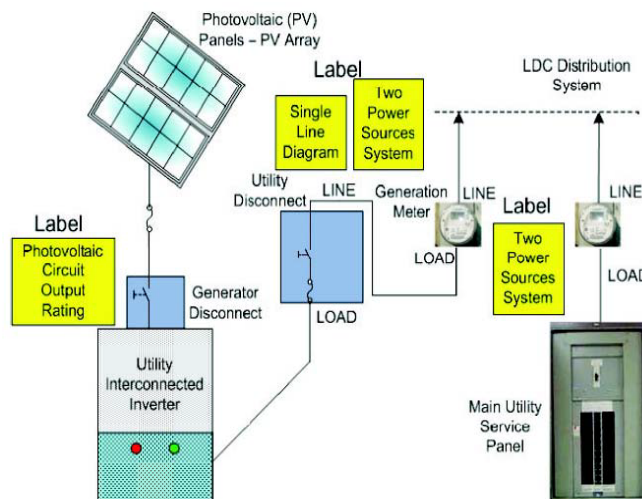 Photovoltaic (PV)
Panels – PV Array
Label
Single
Line
Diagram
Two
Power
Sources
System
LDC Distribution
System
Utility
Disconnect
LINE
Generation
Meter
LINE
LINE
Label
Photovoltaic
Circuit
Output
Rating
Generator
Disconnect
LOAD
LOAD
Label
Two
Power
Sources
System
LOAD
Utility
Interconnected
Inverter
Main Utility
Service
Panel